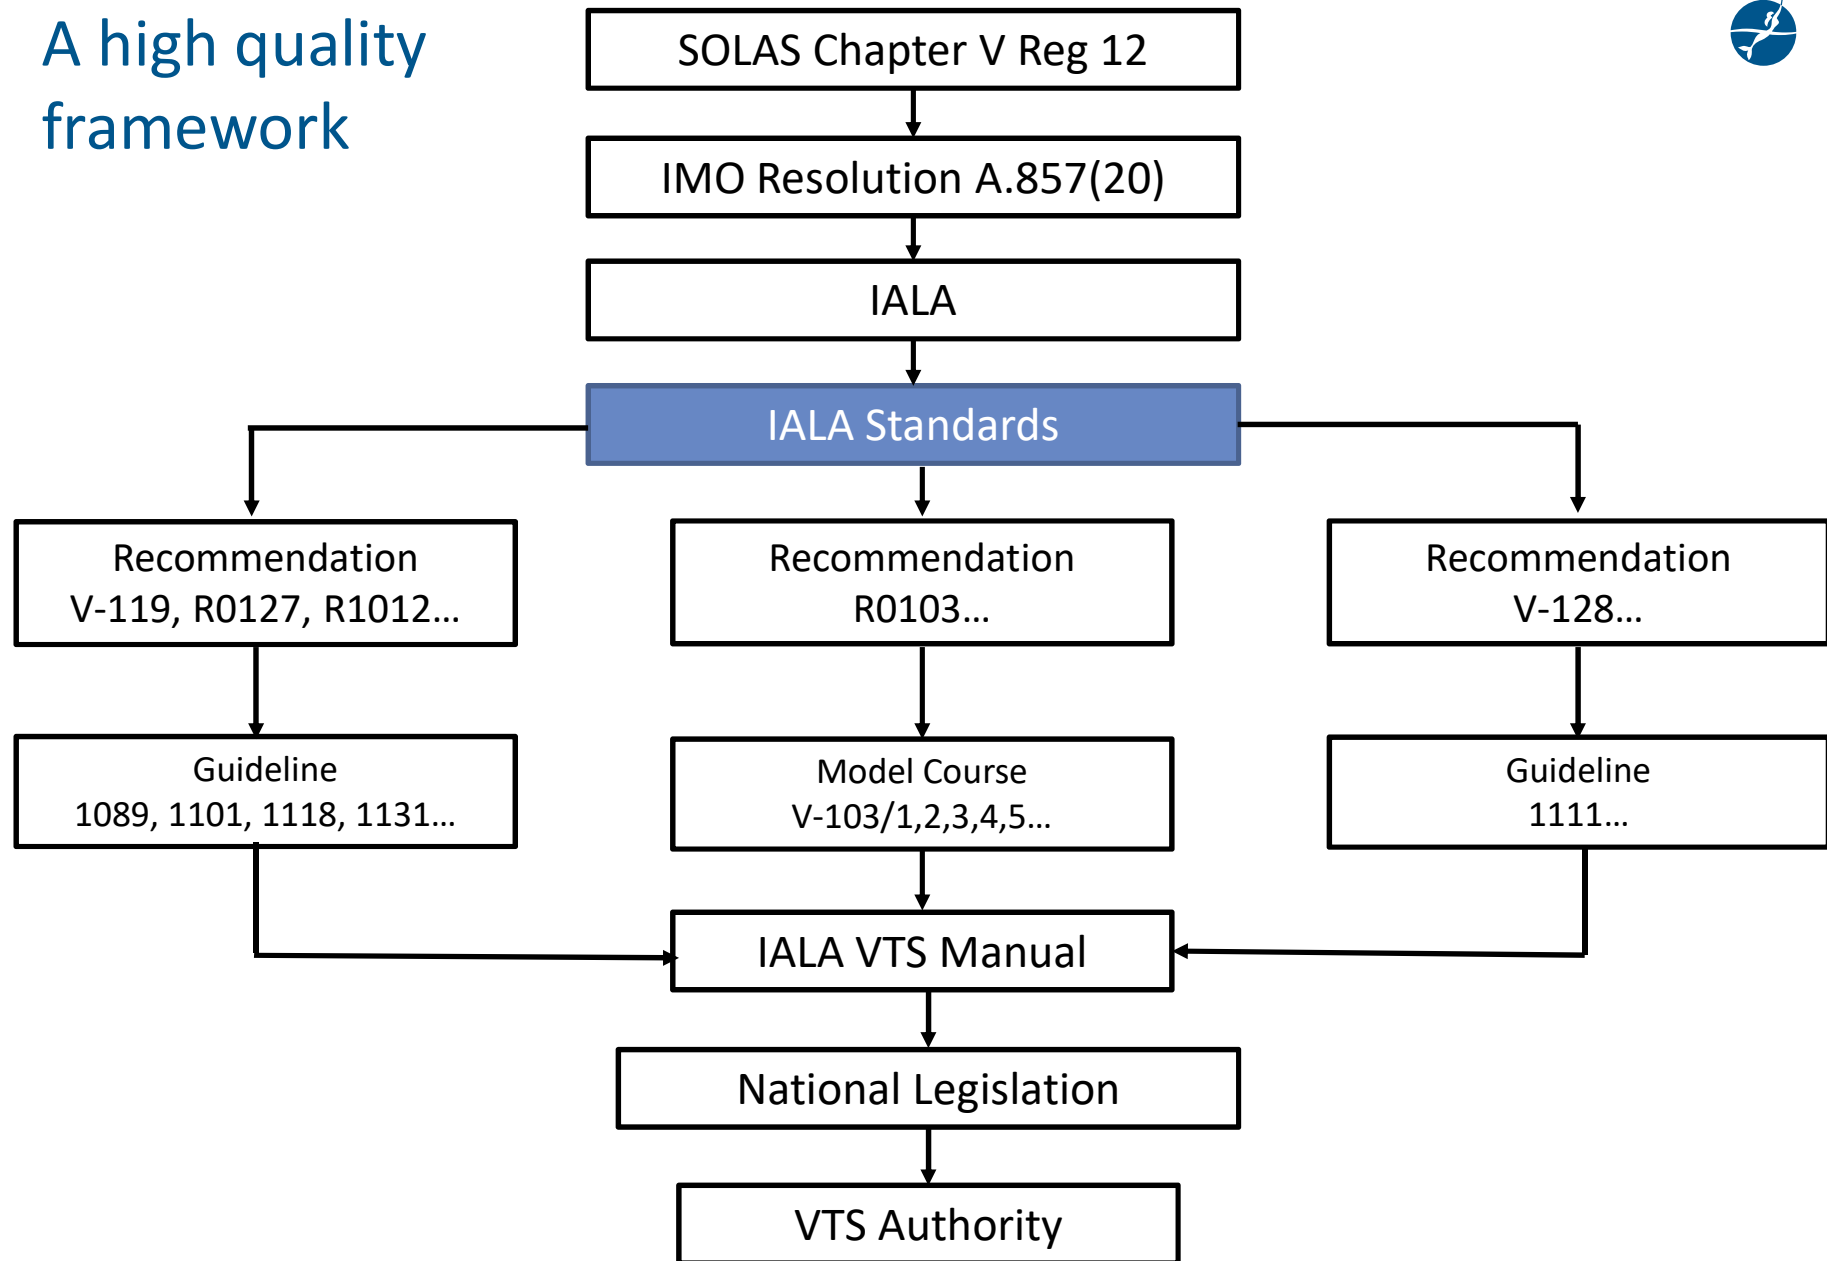 A high quality
framework
SOLAS Chapter V Reg 12
IMO Resolution A.857(20)
IALA
IALA Standards
Recommendation
V-119, R0127, R1012...
Recommendation
R0103...
Recommendation
V-128...
Guideline
1089, 1101, 1118, 1131...
Model Course
V-103/1,2,3,4,5...
Guideline
1111...
IALA VTS Manual
National Legislation
VTS Authority